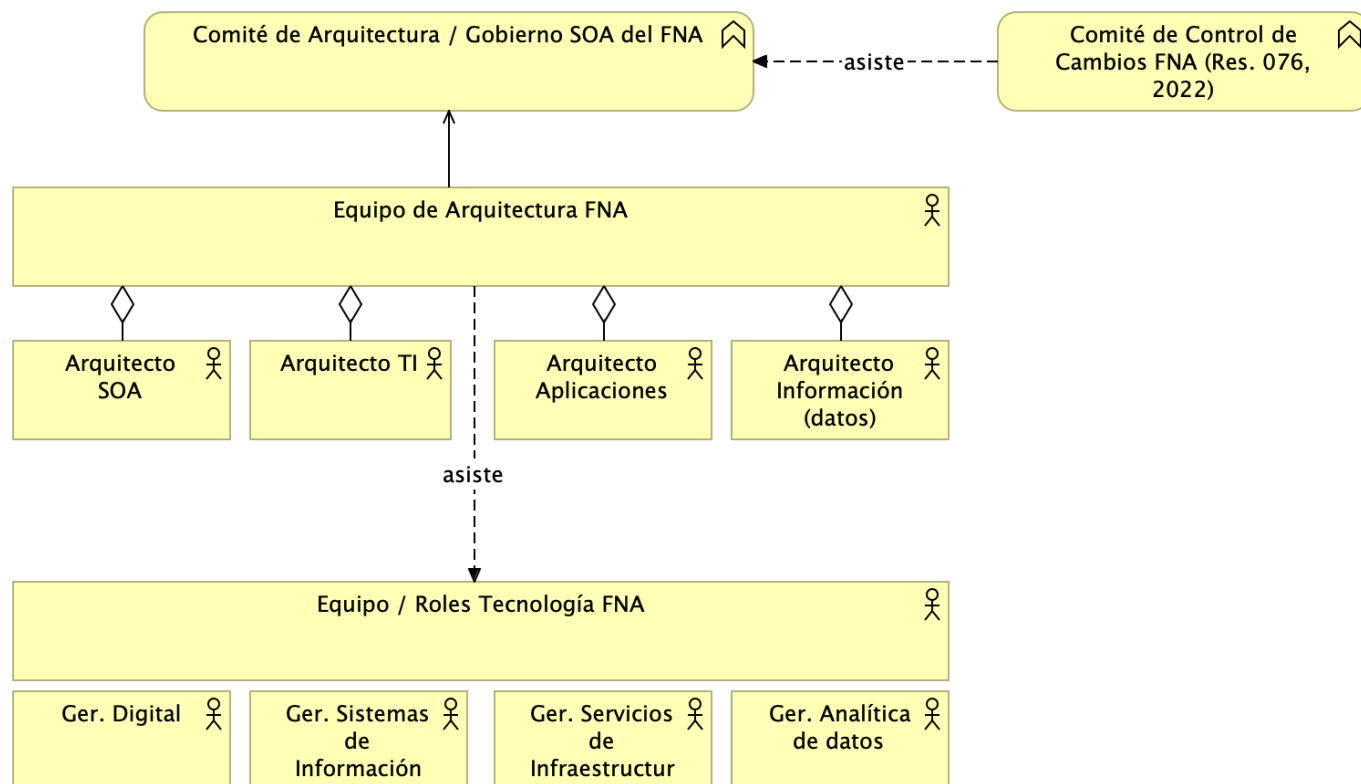 Comité de Arquitectura / Gobierno SOA del FNA
asiste
Comité de Control de
Cambios FNA (Res. 076,
2022)
Equipo de Arquitectura FNA
Arquitecto
SOA
Arquitecto TI
Arquitecto
Aplicaciones
Arquitecto
Información
(datos)
asiste
Equipo / Roles Tecnología FNA
Ger. Digital
Ger. Sistemas
de
Información
Ger. Servicios
de
Infraestructur
Ger. Analítica
de datos